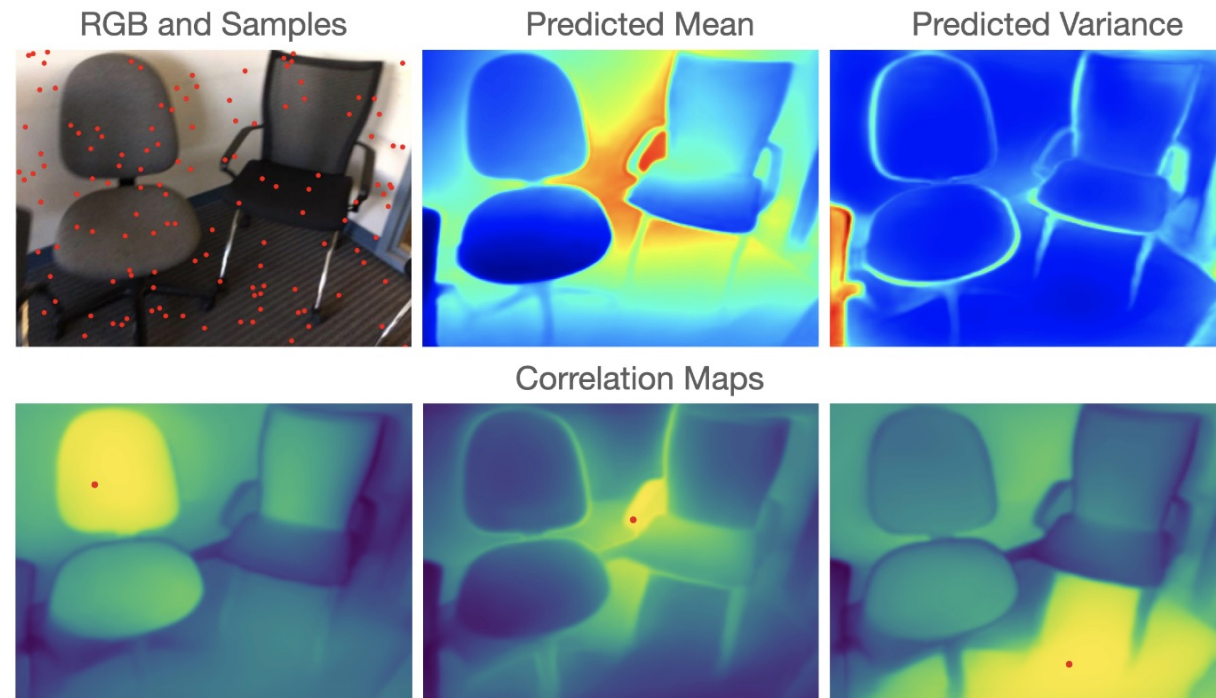 RGB and Samples
Predicted Mean
Predicted Variance
Correlation Maps